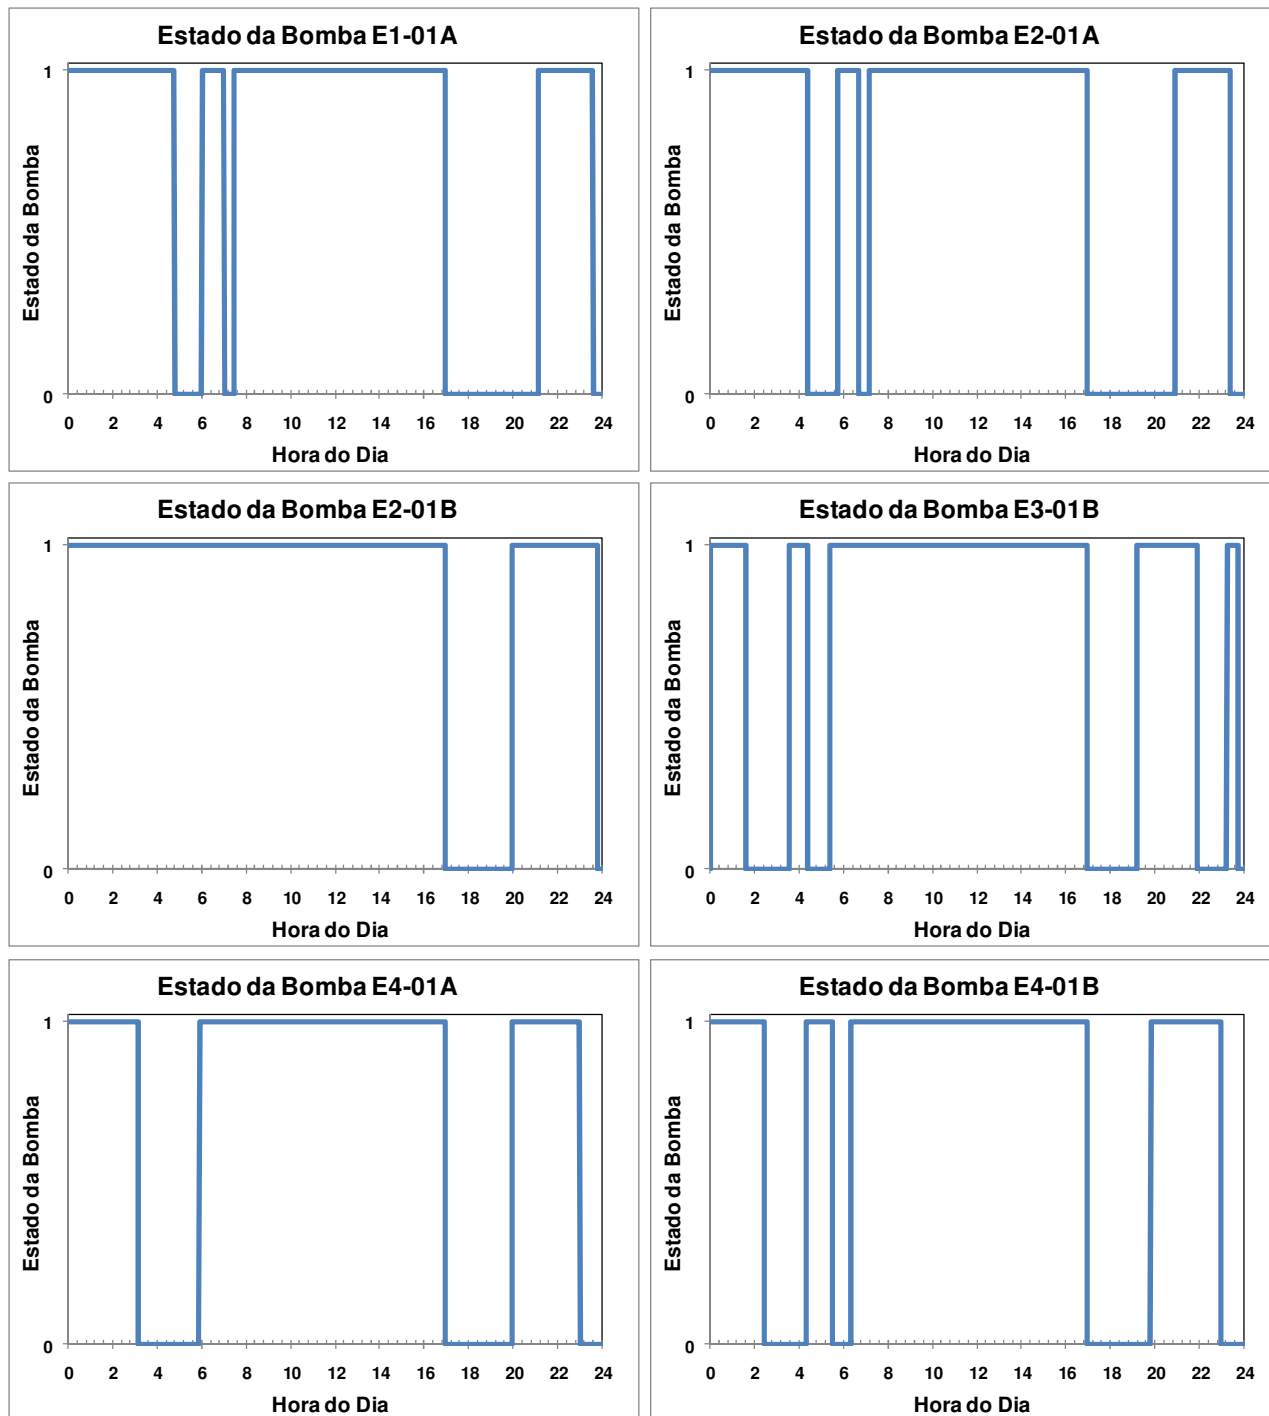 Estado da Bomba E1-01A
Estado da Bomba
1
0
0 2 4 6 8 10 12 14 16 18 20 22 24
Hora do Dia
Estado da Bomba E2-01A
Estado da Bomba
1
0
0 2 4 6 8 10 12 14 16 18 20 22 24
Hora do Dia
Estado da Bomba E2-01B
Estado da Bomba
1
0
0 2 4 6 8 10 12 14 16 18 20 22 24
Hora do Dia
Estado da Bomba E3-01B
Estado da Bomba
1
0
0 2 4 6 8 10 12 14 16 18 20 22 24
Hora do Dia
Estado da Bomba E4-01A
Estado da Bomba
1
0
0 2 4 6 8 10 12 14 16 18 20 22 24
Hora do Dia
Estado da Bomba E4-01B
Estado da Bomba
1
0
0 2 4 6 8 10 12 14 16 18 20 22 24
Hora do Dia